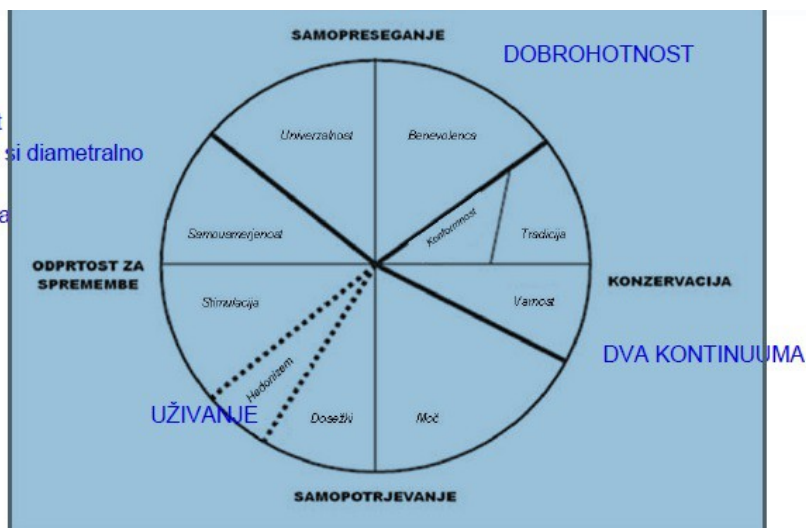 SAMOPRESEGANJE
DOBROHOTNOST
t
si diametralno
a
Univerzalnost
Benevolenca
Samousmerjenost
Konformnost
Tradicija
ODPRTOST ZA
SPREMEMBE
KONZERVACIJA
Stimulacija
Varnost
DVA KONTINUUMA
Hedonizem
UŽIVANJE
Dosežki
Moč
SAMOPOTRJEVANJE